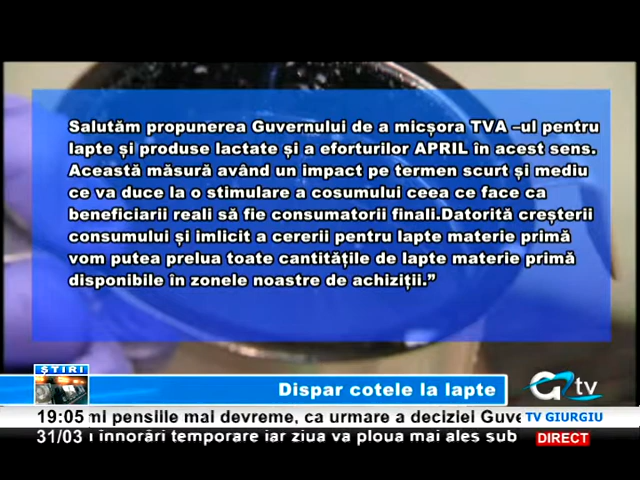 Salutăm propunerea Guvernului de a micșora TVA –ul pentru
lapte și produse lactate și a eforturilor APRIL în acest sens.
Această măsură având un impact pe termen scurt și mediu
ce va duce la o stimulare a cosumului ceea ce face ca
beneficiarii reali să fie consumatorii finali.Datorită creșterii
consumului și imlicit a cererii pentru lapte materie primă
vom putea prelua toate cantitățile de lapte materie primă
disponibile în zonele noastre de achiziții.”
ȘTIRI
Dispar cotele la lapte
G tv
19:05 mi pensiile mai devreme, ca urmare a deciziei Guve TV GIURGIU
31/03 i înnorări temporare iar ziua va ploua mai ales sub DIRECT